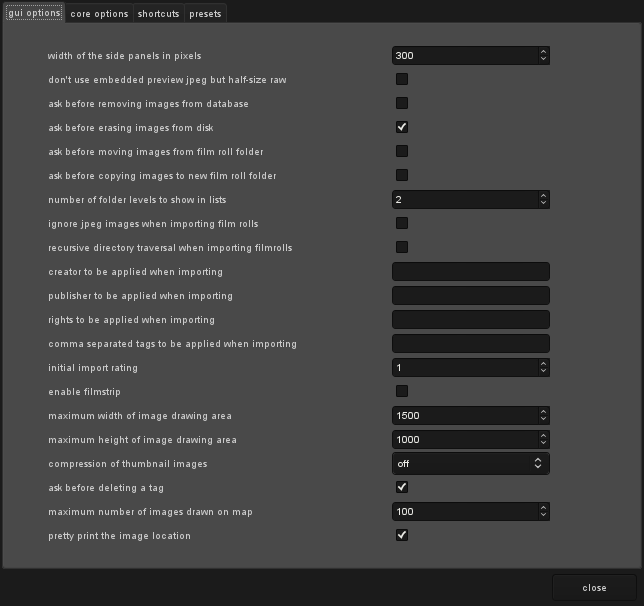 gui options core options shortcuts presets
width of the side panels in pixels 300
don't use embedded preview jpeg but half-size raw
ask before removing images from database
ask before erasing images from disk
ask before moving images from film roll folder
ask before copying images to new film roll folder
number of folder levels to show in lists 2
ignore jpeg images when importing film rolls
recursive directory traversal when importing filmrolls
creator to be applied when importing
publisher to be applied when importing
rights to be applied when importing
comma separated tags to be applied when importing
initial import rating 1
enable filmstrip
maximum width of image drawing area 1500
maximum height of image drawing area 1000
compression of thumbnail images off
ask before deleting a tag
maximum number of images drawn on map 100
pretty print the image location
close